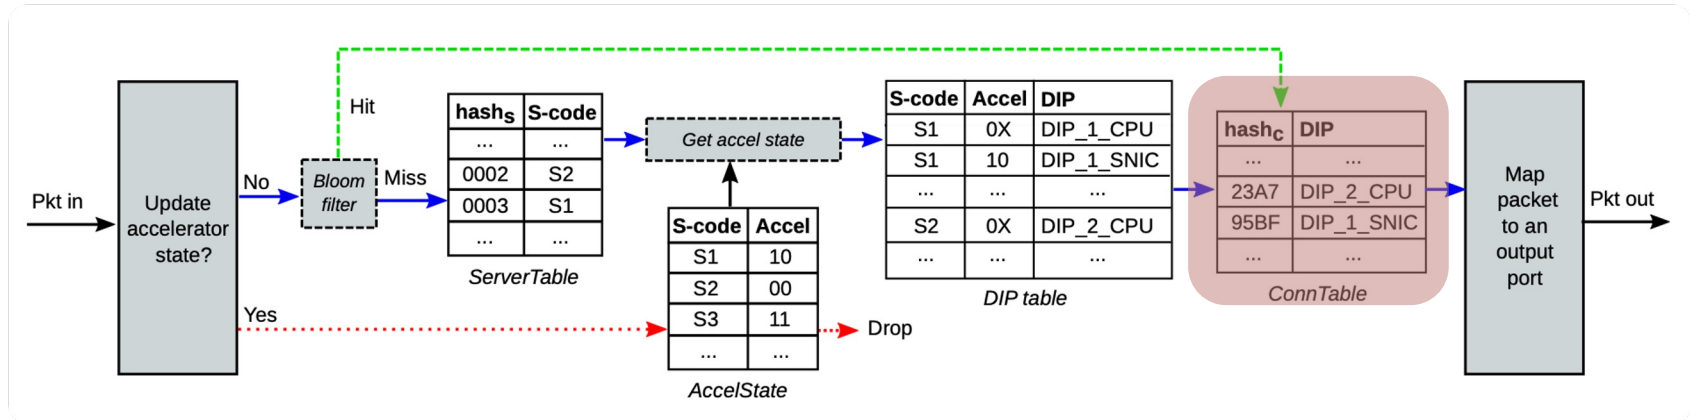 Pkt in
Update
accelerator
state?
No
Yes
Hit
Bloom
filter
Miss
hashS S-code
... ...
0002 S2
0003 S1
... ...
ServerTable
Get accel state
S-code Accel
S1 10
S2 00
S3 11
... ...
AccelState
Drop
S-code Accel DIP
S1 0X DIP_1_CPU
S1 10 DIP_1_SNIC
... ... ...
S2 0X DIP_2_CPU
... ... ...
DIP table
hashC DIP
... ...
23A7 DIP_2_CPU
95BF DIP_1_SNIC
... ...
ConnTable
Map
packet
to an
output
port
Pkt out